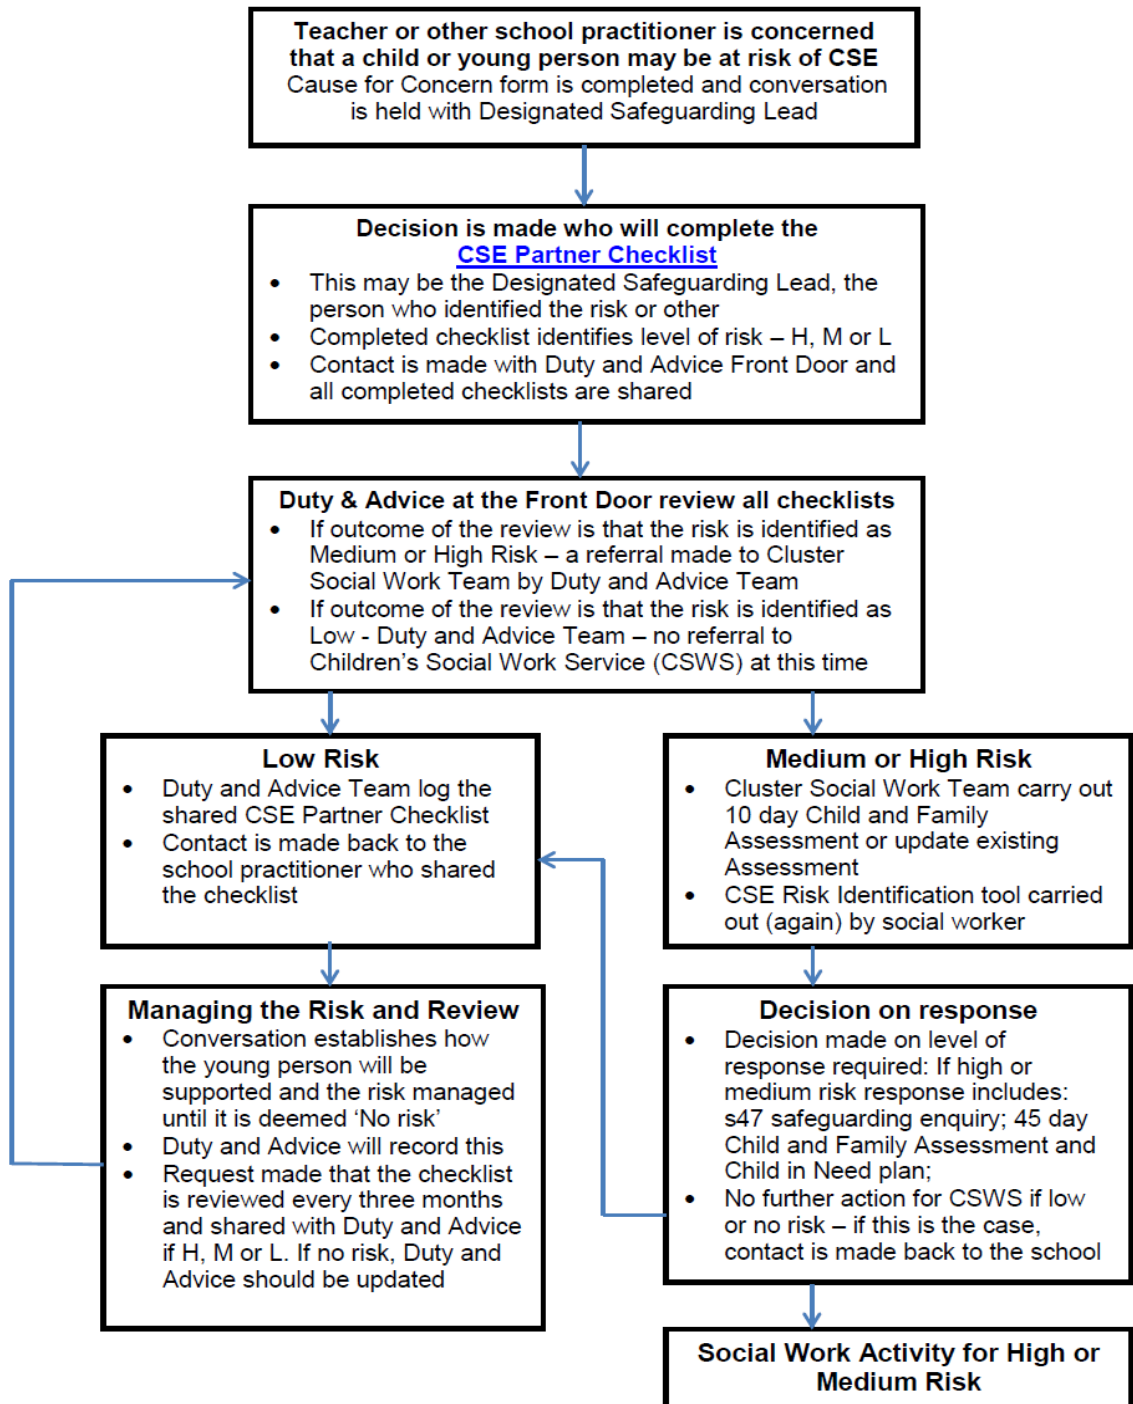 Teacher or other school practitioner is concerned
that a child or young person may be at risk of CSE
Cause for Concern form is completed and conversation
is held with Designated Safeguarding Lead
Decision is made who will complete the
CSE Partner Checklist
• This may be the Designated Safeguarding Lead, the
person who identified the risk or other
• Completed checklist identifies level of risk – H, M or L
• Contact is made with Duty and Advice Front Door and
all completed checklists are shared
Duty & Advice at the Front Door review all checklists
• If outcome of the review is that the risk is identified as
Medium or High Risk – a referral made to Cluster
Social Work Team by Duty and Advice Team
• If outcome of the review is that the risk is identified as
Low - Duty and Advice Team – no referral to
Children's Social Work Service (CSWS) at this time
Low Risk
• Duty and Advice Team log the
shared CSE Partner Checklist
• Contact is made back to the
school practitioner who shared
the checklist
Medium or High Risk
• Cluster Social Work Team carry out
10 day Child and Family
Assessment or update existing
Assessment
• CSE Risk Identification tool carried
out (again) by social worker
Managing the Risk and Review
• Conversation establishes how
the young person will be
supported and the risk managed
until it is deemed 'No risk'
• Duty and Advice will record this
• Request made that the checklist
is reviewed every three months
and shared with Duty and Advice
if H, M or L. If no risk, Duty and
Advice should be updated
Decision on response
• Decision made on level of
response required: If high or
medium risk response includes:
s47 safeguarding enquiry; 45 day
Child and Family Assessment and
Child in Need plan;
• No further action for CSWS if low
or no risk – if this is the case,
contact is made back to the school
Social Work Activity for High or
Medium Risk